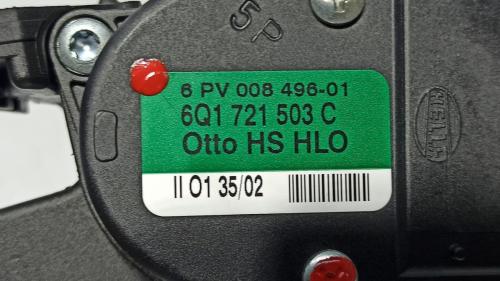 5P
6 PV 008 496-01
6Q1 721 503 C
Otto HS HLO
II O1 35/02
HELLA